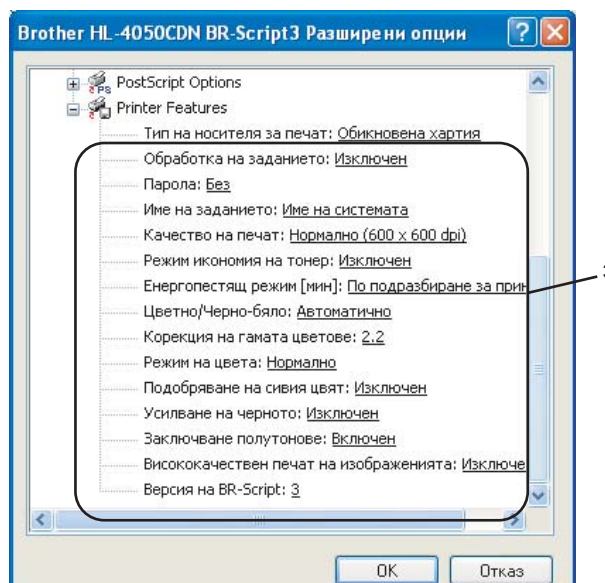 Brother HL-4050CDN BR-Script3 Разширени опции
PostScript Options
Printer Features
Тип на носителя за печат: Обикновена хартия
Обработка на заданието: Изключен
Парола: Без
Име на заданието: Име на системата
Качество на печат: Нормално (600 x 600 dpi)
Режим икономия на тонер: Изключен
Енергопестящ режим [мин]: По подразбиране за прин
Цветно/Черно-бяло: Автоматично
Корекция на гамата цветове: 2.2
Режим на цвета: Нормално
Подобряване на сивия цвят: Изключен
Усилване на черното: Изключен
Заключване полутонове: Включен
Висококачествен печат на изображенията: Изключе
Версия на BR-Script: 3
OK Отказ